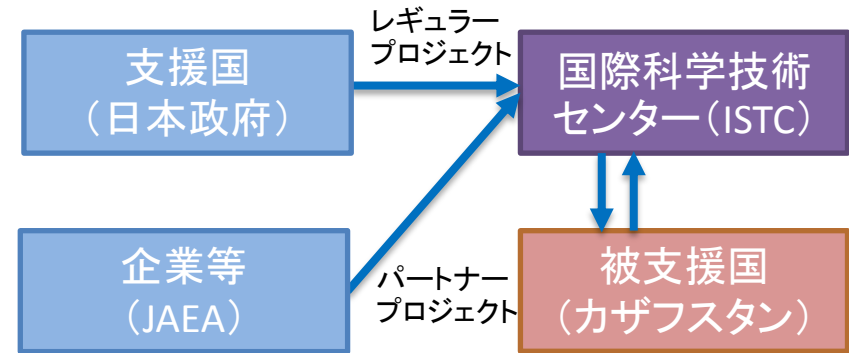 レギュラー
プロジェクト
支援国
（日本政府）
国際科学技術
センター（ISTC）
企業等
（JAEA）
パートナー
プロジェクト
被支援国
（カザフスタン）